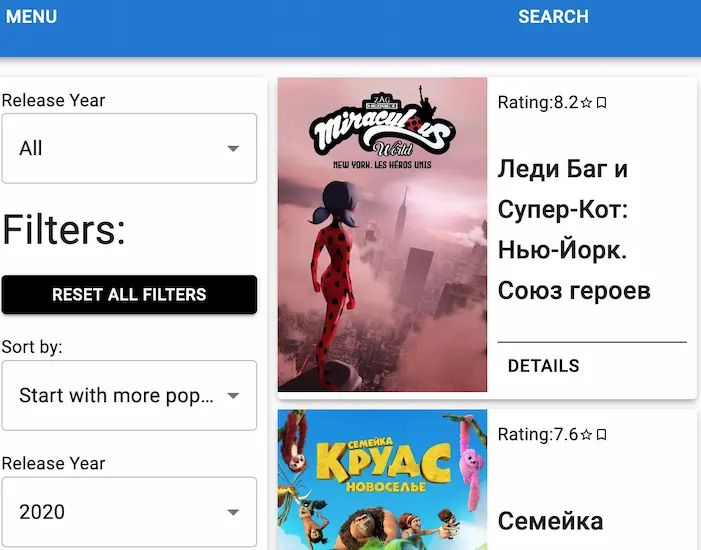 MENU
SEARCH
Release Year
All
Filters:
RESET ALL FILTERS
Sort by:
Start with more pop...
Release Year
2020
ZAG
HEROEZ
Miraculous
World
NEW YORK, LES HÉROS UNIS
Rating:8.2
Леди Баг и
Супер-Кот:
Нью-Йорк.
Союз героев
DETAILS
СЕМЕЙКА
КРУДС
НОВОСЕЛЬЕ
Rating:7.6
Семейка